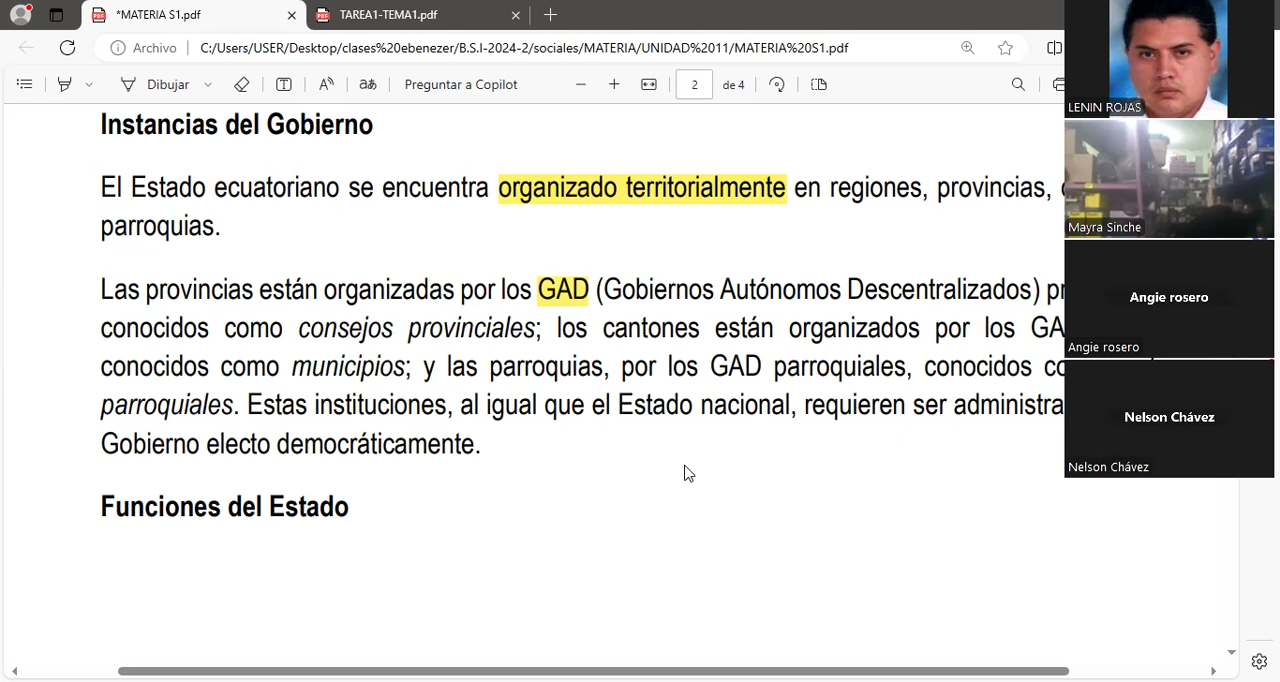 *MATERIA S1.pdf
TAREA1-TEMA1.pdf
Archivo
C:/Users/USER/Desktop/clases%20ebenezer/B.S.I-2024-2/sociales/MATERIA/UNIDAD%2011/MATERIA%20S1.pdf
Dibujar
Preguntar a Copilot
2
de 4
Instancias del Gobierno
El Estado ecuatoriano se encuentra organizado territorialmente en regiones, provincias,
parroquias.
Las provincias están organizadas por los GAD (Gobiernos Autónomos Descentralizados)
conocidos como consejos provinciales; los cantones están organizados por los
conocidos como municipios; y las parroquias, por los GAD parroquiales, conocidos
parroquiales. Estas instituciones, al igual que el Estado nacional, requieren ser
Gobierno electo democráticamente.
Funciones del Estado
LENIN ROJAS
Mayra Sinche
Angie rosero
Angie rosero
Nelson Chávez
Nelson Chávez